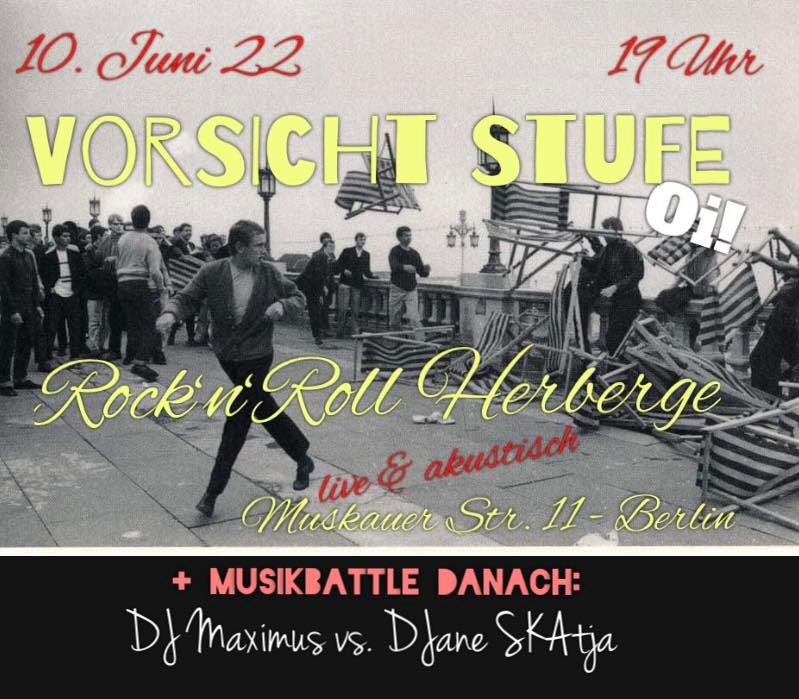 10. Juni 22 19 Uhr
VORSICHT STUFE
Oi!
Rock'n'Roll Herberge
live & akustisch
Muskauer Str. 11 - Berlin
+ MUSIKBATTLE DANACH:
DJ Maximus vs. DJane SKAtja